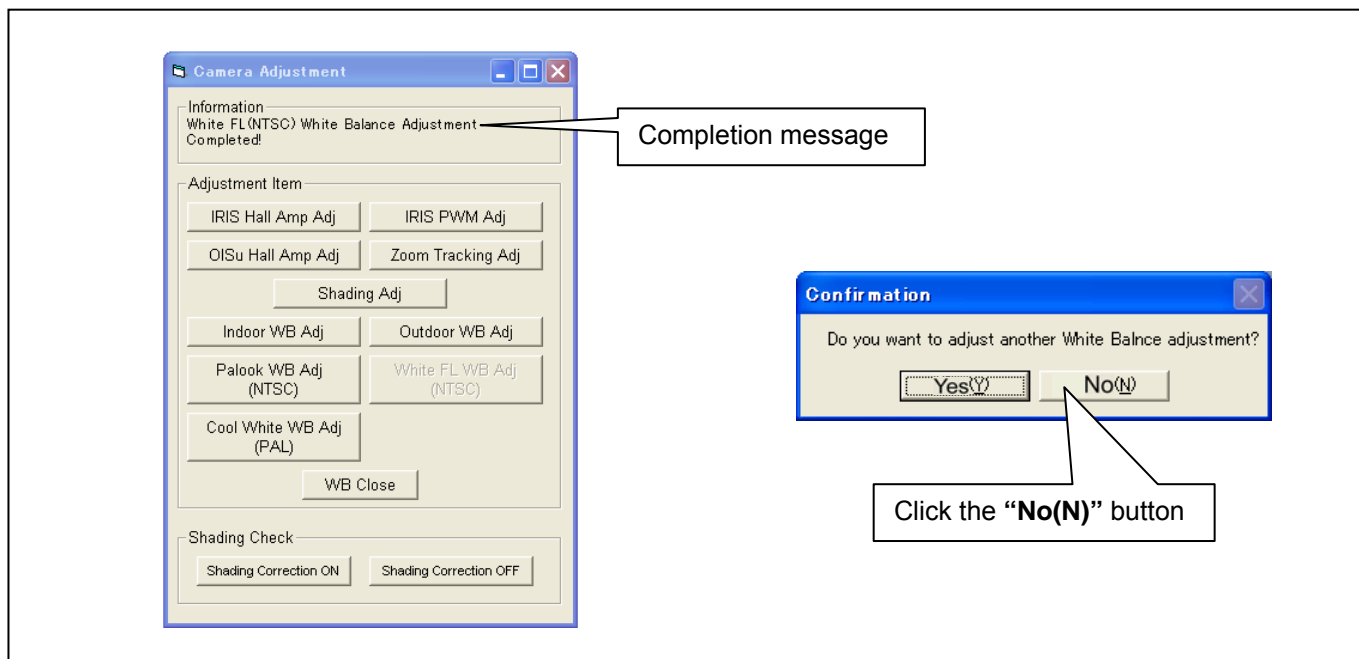 Camera Adjustment
Information
White FL(NTSC) White Balance Adjustment
Completed!
Completion message
Adjustment Item
IRIS Hall Amp Adj
IRIS PWM Adj
OISu Hall Amp Adj
Zoom Tracking Adj
Shading Adj
Indoor WB Adj
Outdoor WB Adj
Palook WB Adj
(NTSC)
White FL WB Adj
(NTSC)
Cool White WB Adj
(PAL)
WB Close
Shading Check
Shading Correction ON
Shading Correction OFF
Confirmation
Do you want to adjust another White Balnce adjustment?
Yes(Y)
No(N)
Click the “No(N)” button